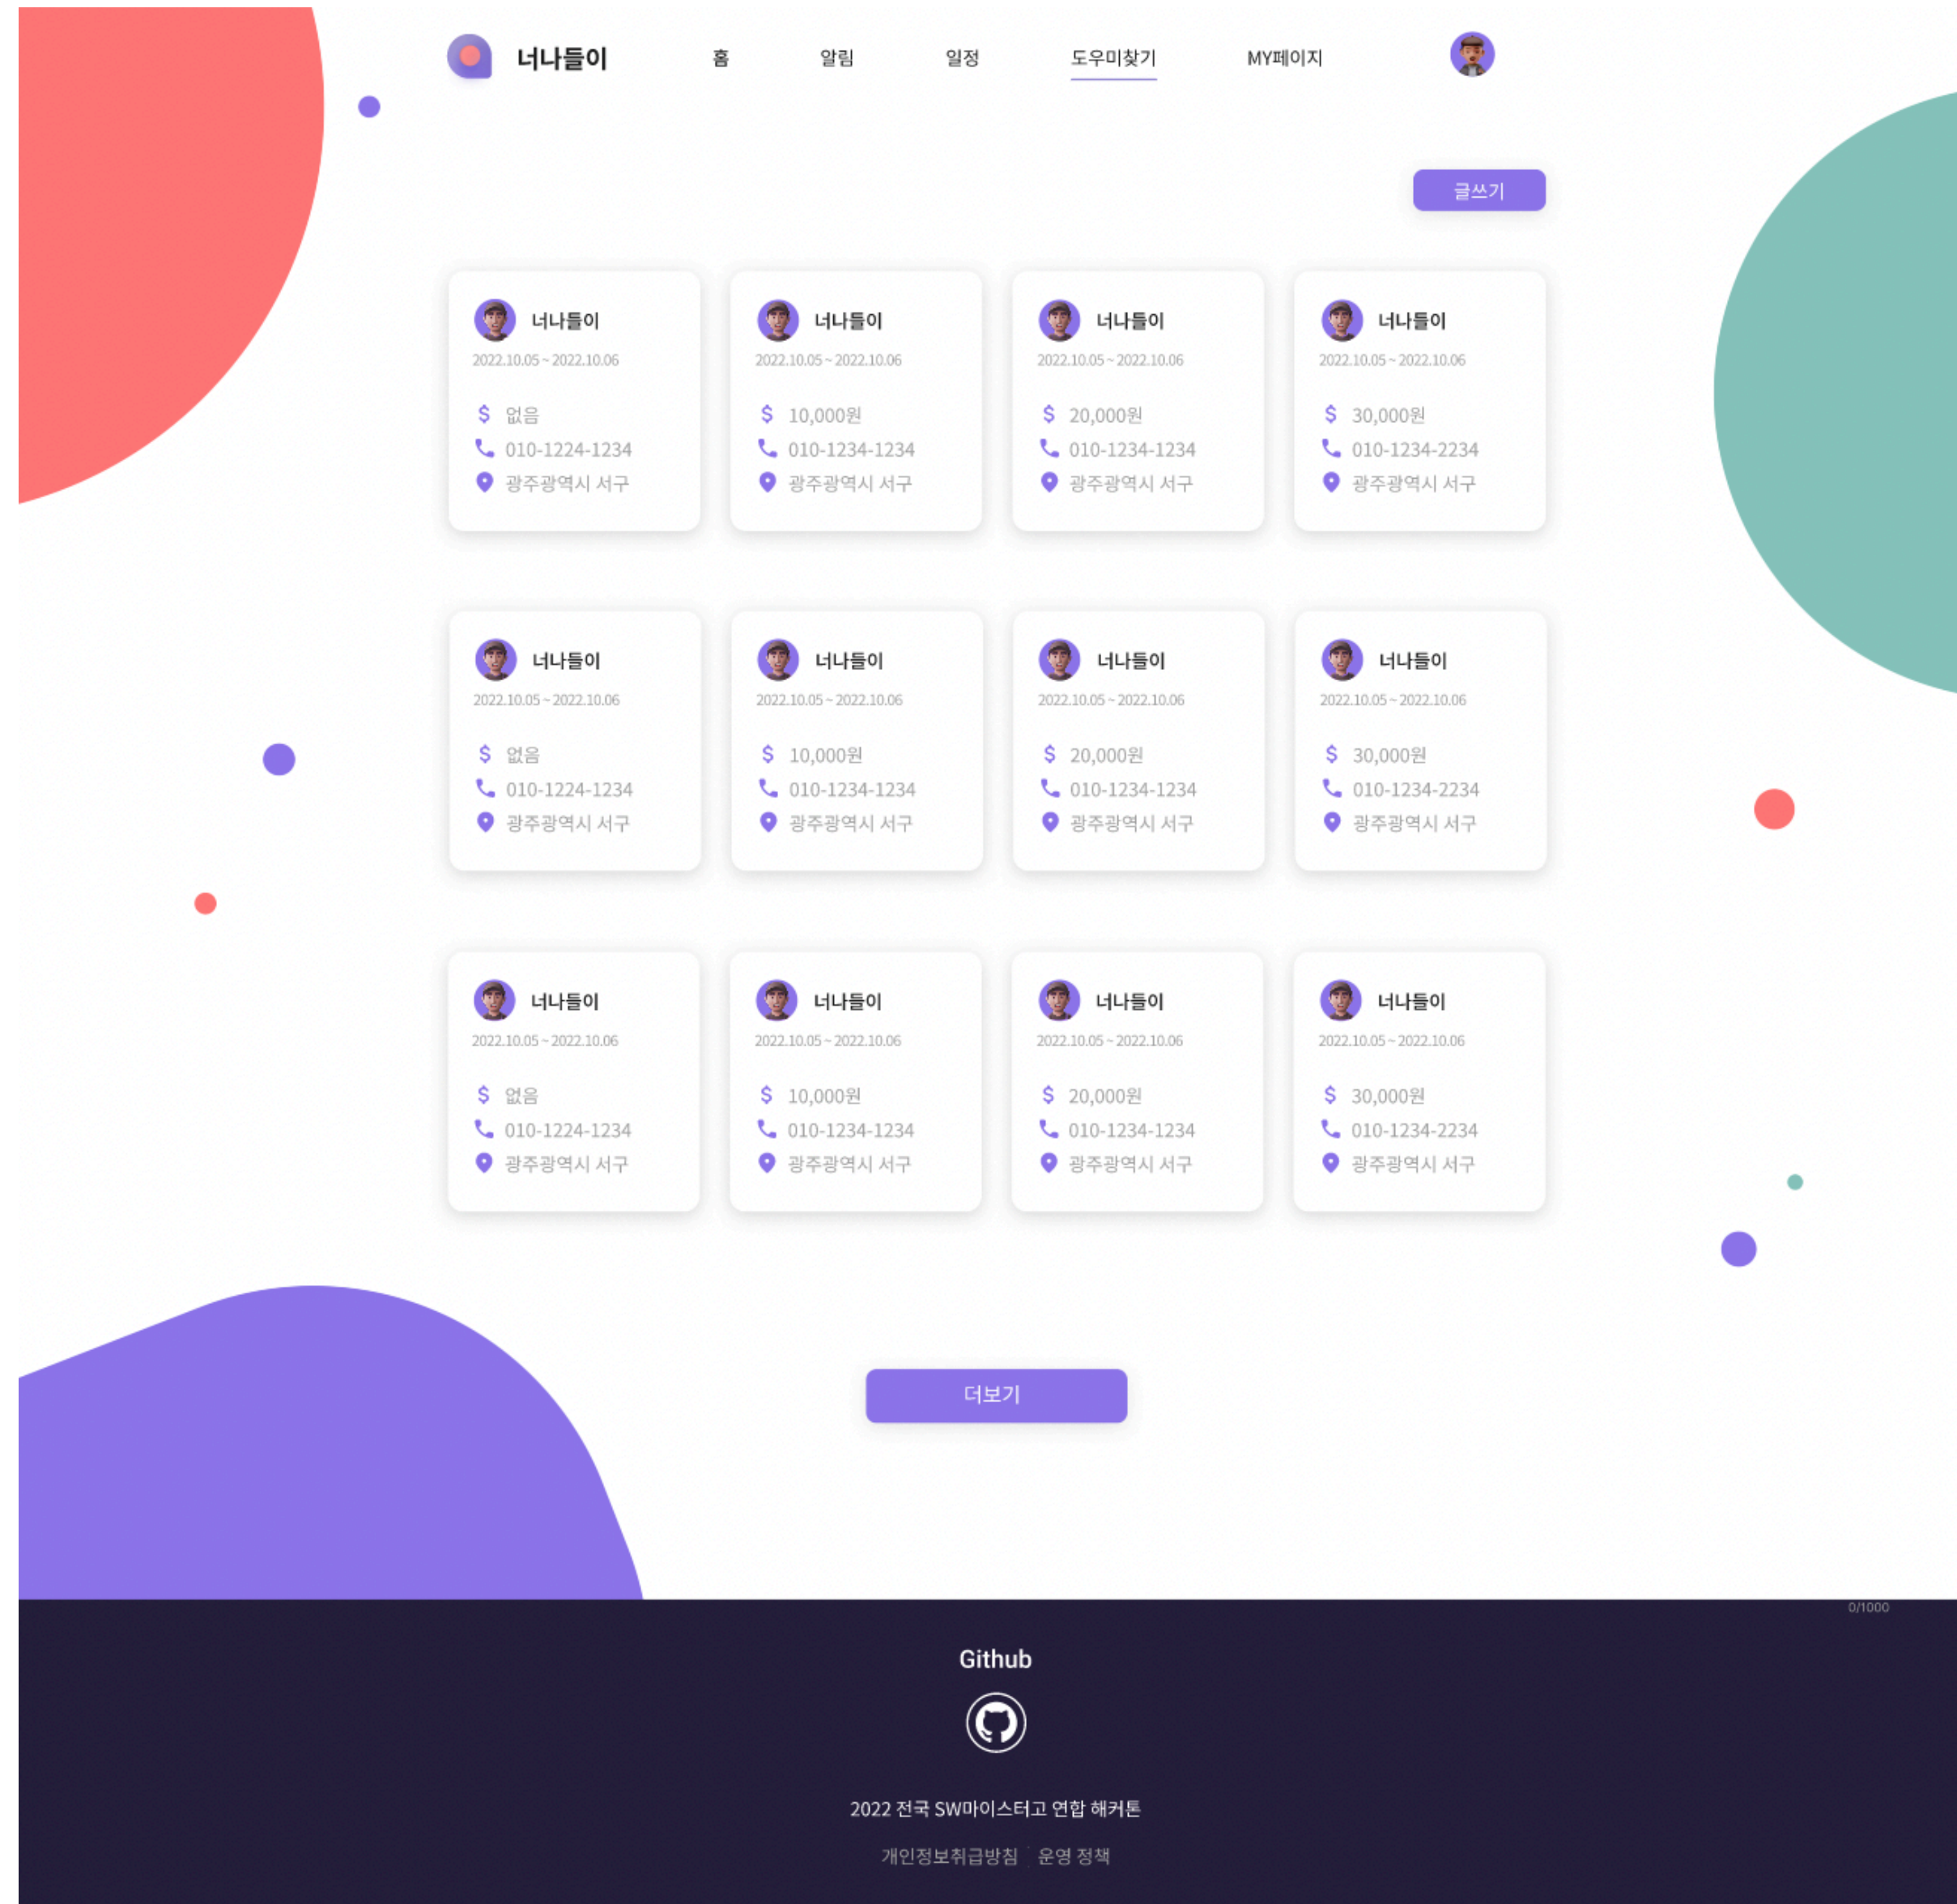 너나들이 홈 알림 일정 도우미찾기 MY페이지
글쓰기
너나들이 너나들이 너나들이 너나들이
2022.10.05 ~ 2022.10.06 2022.10.05 ~ 2022.10.06 2022.10.05 ~ 2022.10.06 2022.10.05 ~ 2022.10.06
$ 없음 $ 10,000원 $ 20,000원 $ 30,000원
010-1224-1234 010-1234-1234 010-1234-1234 010-1234-2234
광주광역시 서구 광주광역시 서구 광주광역시 서구 광주광역시 서구
너나들이 너나들이 너나들이 너나들이
2022.10.05 ~ 2022.10.06 2022.10.05 ~ 2022.10.06 2022.10.05 ~ 2022.10.06 2022.10.05 ~ 2022.10.06
$ 없음 $ 10,000원 $ 20,000원 $ 30,000원
010-1224-1234 010-1234-1234 010-1234-1234 010-1234-2234
광주광역시 서구 광주광역시 서구 광주광역시 서구 광주광역시 서구
너나들이 너나들이 너나들이 너나들이
2022.10.05 ~ 2022.10.06 2022.10.05 ~ 2022.10.06 2022.10.05 ~ 2022.10.06 2022.10.05 ~ 2022.10.06
$ 없음 $ 10,000원 $ 20,000원 $ 30,000원
010-1224-1234 010-1234-1234 010-1234-1234 010-1234-2234
광주광역시 서구 광주광역시 서구 광주광역시 서구 광주광역시 서구
더보기
0/1000
Github
2022 전국 SW마이스터고 연합 해커톤
개인정보취급방침 운영 정책